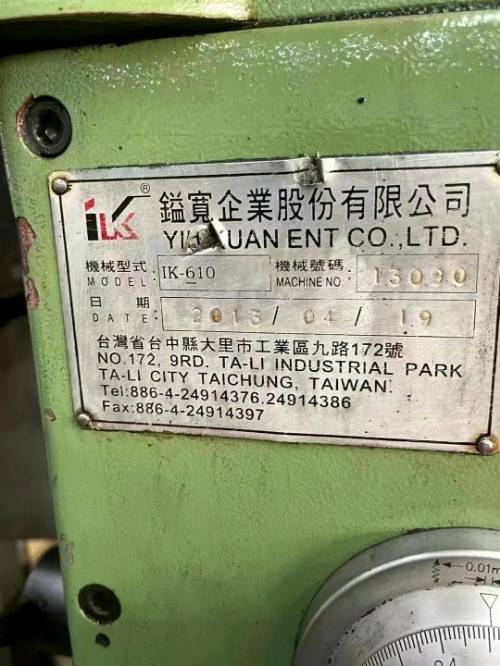 iK ® 鎰寬企業股份有限公司
YI KUAN ENT CO.,LTD.
機械型式: IK-610 機械號碼. 13090
MODEL: MACHINE NO:
日 期 2013/04/19
DATE:
台灣省台中縣大里市工業區九路172號
NO.172, 9RD. TA-LI INDUSTRIAL PARK
TA-LI CITY TAICHUNG, TAIWAN.
Tel:886-4-24914376.24914386
Fax:886-4-24914397
0.01m